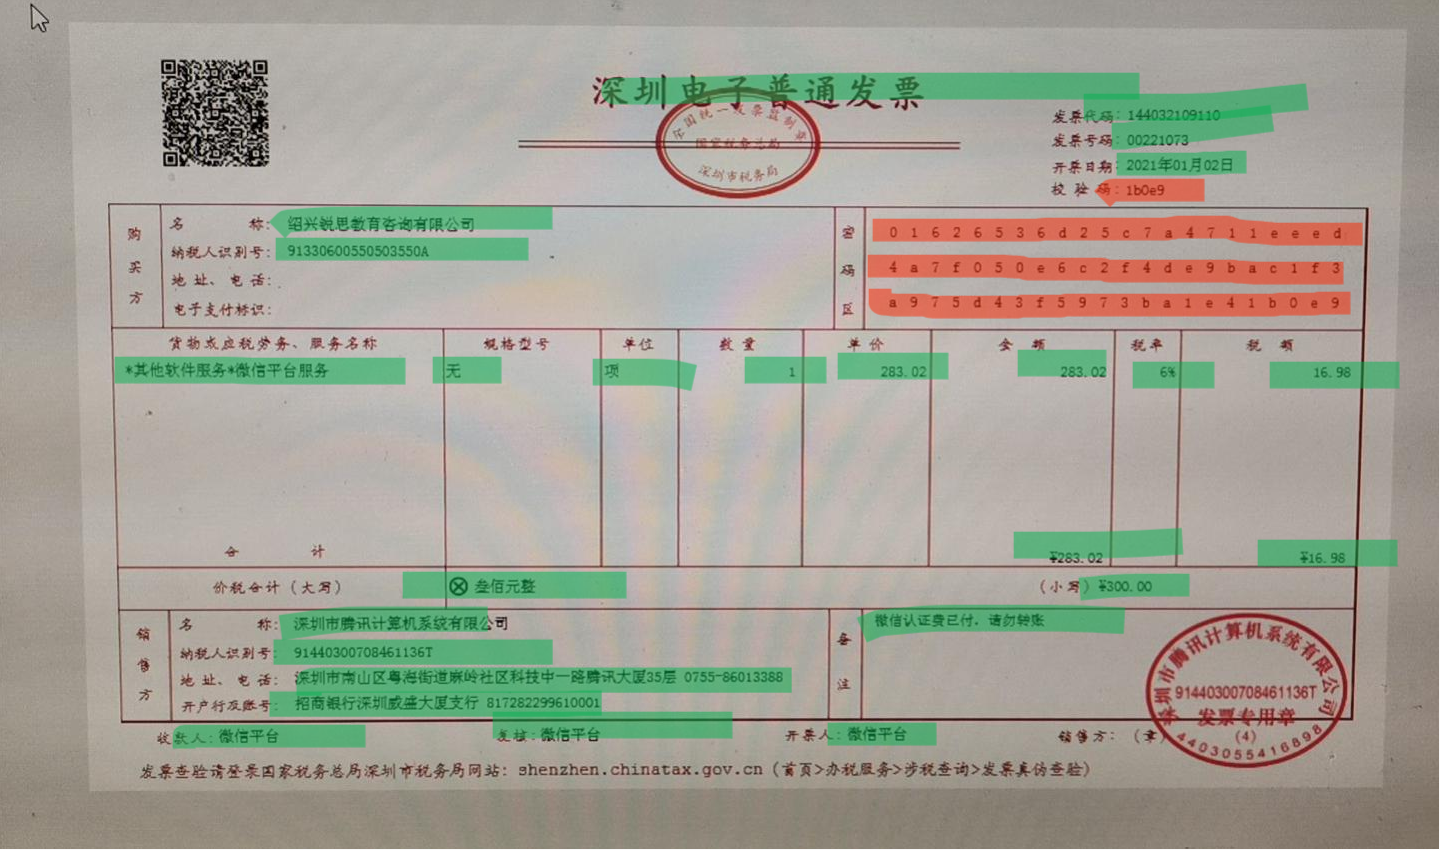 深圳电子普通发票
全国统一发票监制章
国家税务总局
深圳市税务局
发票代码: 144032109110
发票号码: 00221073
开票日期: 2021年01月02日
校 验 码: 1b0e9
购买方
名 称: 绍兴锐思教育咨询有限公司
纳税人识别号: 91330600550503550A
地 址、电 话:
电子支付标识:
密码区
01626536d25c7a4711eeed
4a7f050e6c2f4de9bac1f3
a975d43f5973ba1e41b0e9
货物或应税劳务、服务名称 规格型号 单位 数量 单价 金额 税率 税额
*其他软件服务*微信平台服务 无 项 1 283.02 283.02 6% 16.98
合 计 ¥283.02 ¥16.98
价税合计(大写) ⊗ 叁佰元整 (小写) ¥300.00
销售方
名 称: 深圳市腾讯计算机系统有限公司
纳税人识别号: 91440300708461136T
地 址、电 话: 深圳市南山区粤海街道麻岭社区科技中一路腾讯大厦35层 0755-86013388
开户行及账号: 招商银行深圳威盛大厦支行 817282299610001
备注
微信认证费已付, 请勿转账
收款人: 微信平台 复核: 微信平台 开票人: 微信平台 销售方: (章)
深圳市腾讯计算机系统有限公司
91440300708461136T
发票专用章
(4)
4403055416898
发票查验请登录国家税务总局深圳市税务局网站: shenzhen.chinatax.gov.cn (首页>办税服务>涉税查询>发票真伪查验)